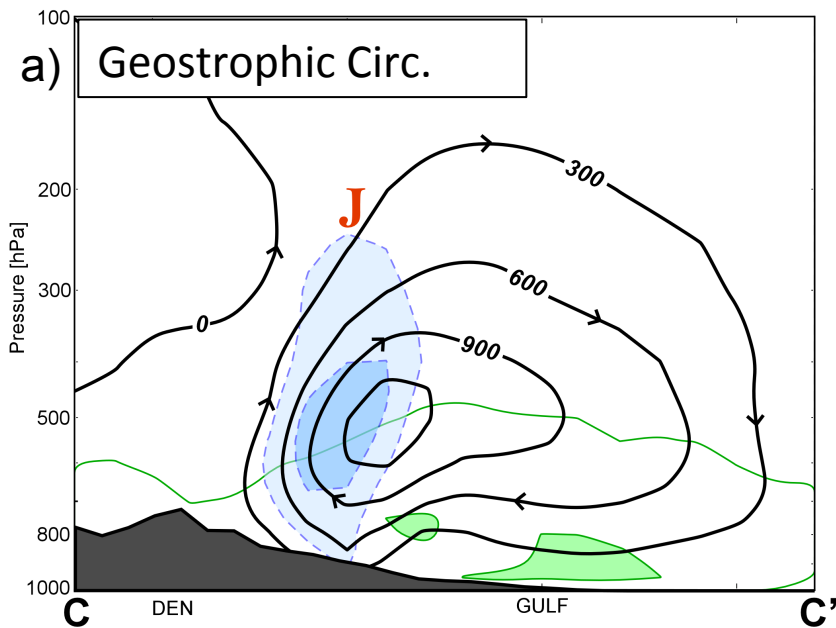 a)
Geostrophic Circ.
100
200
300
500
800
1000
Pressure [hPa]
J
300
600
900
0
C
DEN
GULF
C'